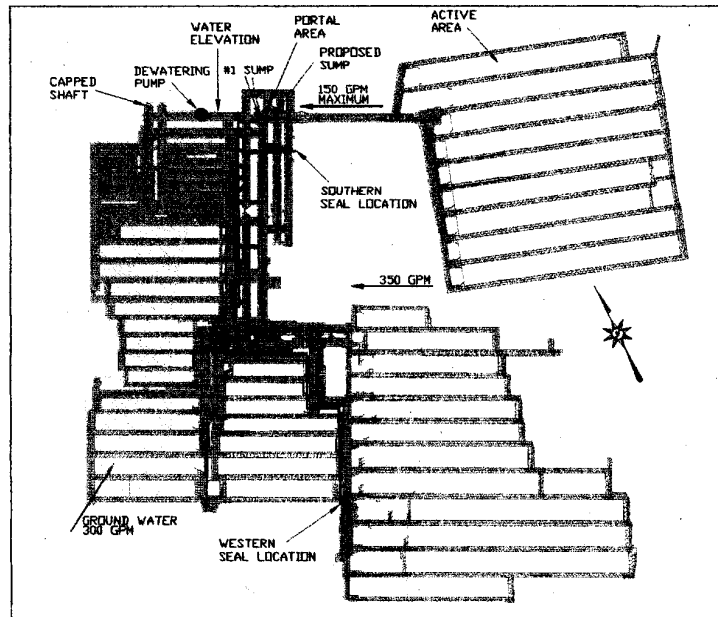 ACTIVE
AREA
WATER
ELEVATION
PORTAL
AREA
PROPOSED
SUMP
DEWATERING
PUMP
#1 SUMP
CAPPED
SHAFT
150 GPM
MAXIMUM
SOUTHERN
SEAL LOCATION
350 GPM
GROUND WATER
300 GPM
WESTERN
SEAL LOCATION